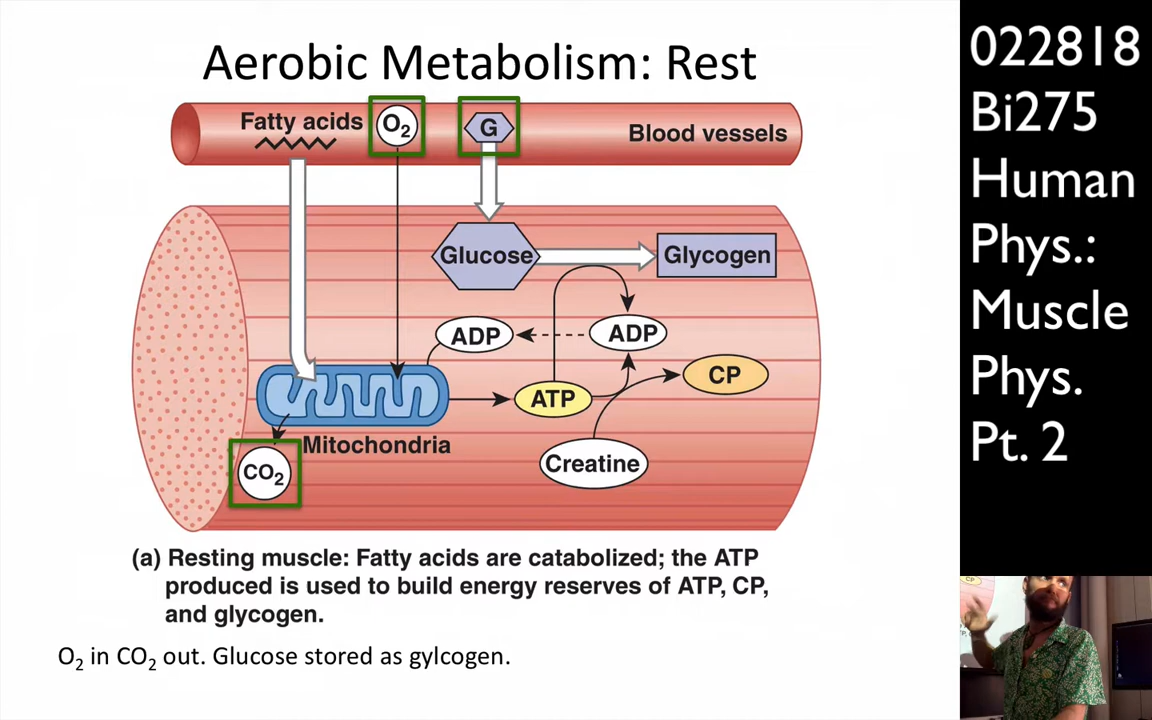 Aerobic Metabolism: Rest
Fatty acids
O2
G
Blood vessels
Glucose
Glycogen
ADP
ADP
ATP
CP
Mitochondria
CO2
Creatine
(a) Resting muscle: Fatty acids are catabolized; the ATP
produced is used to build energy reserves of ATP, CP,
and glycogen.
O2 in CO2 out. Glucose stored as gylcogen.
022818
Bi275
Human
Phys.:
Muscle
Phys.
Pt. 2
CP